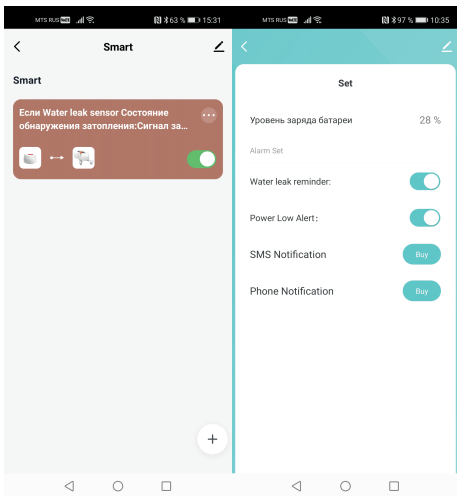 MTS RUS 63 % 15:31
Smart
Smart
Если Water leak sensor Состояние
обнаружения затопления:Сигнал за...
MTS RUS 97 % 10:35
Set
Уровень заряда батареи 28 %
Alarm Set
Water leak reminder:
Power Low Alert:
SMS Notification Buy
Phone Notification Buy